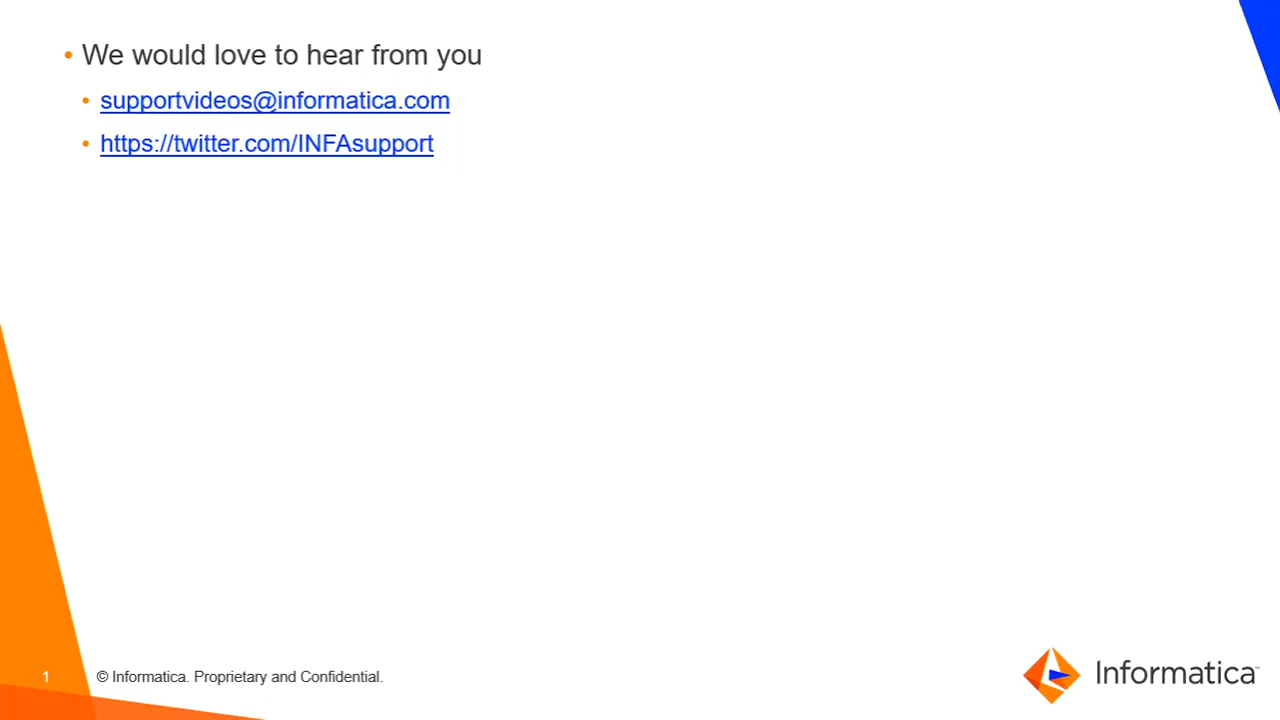 • We would love to hear from you
• supportvideos@informatica.com
• https://twitter.com/INFAsupport
1 © Informatica. Proprietary and Confidential.
Informatica™